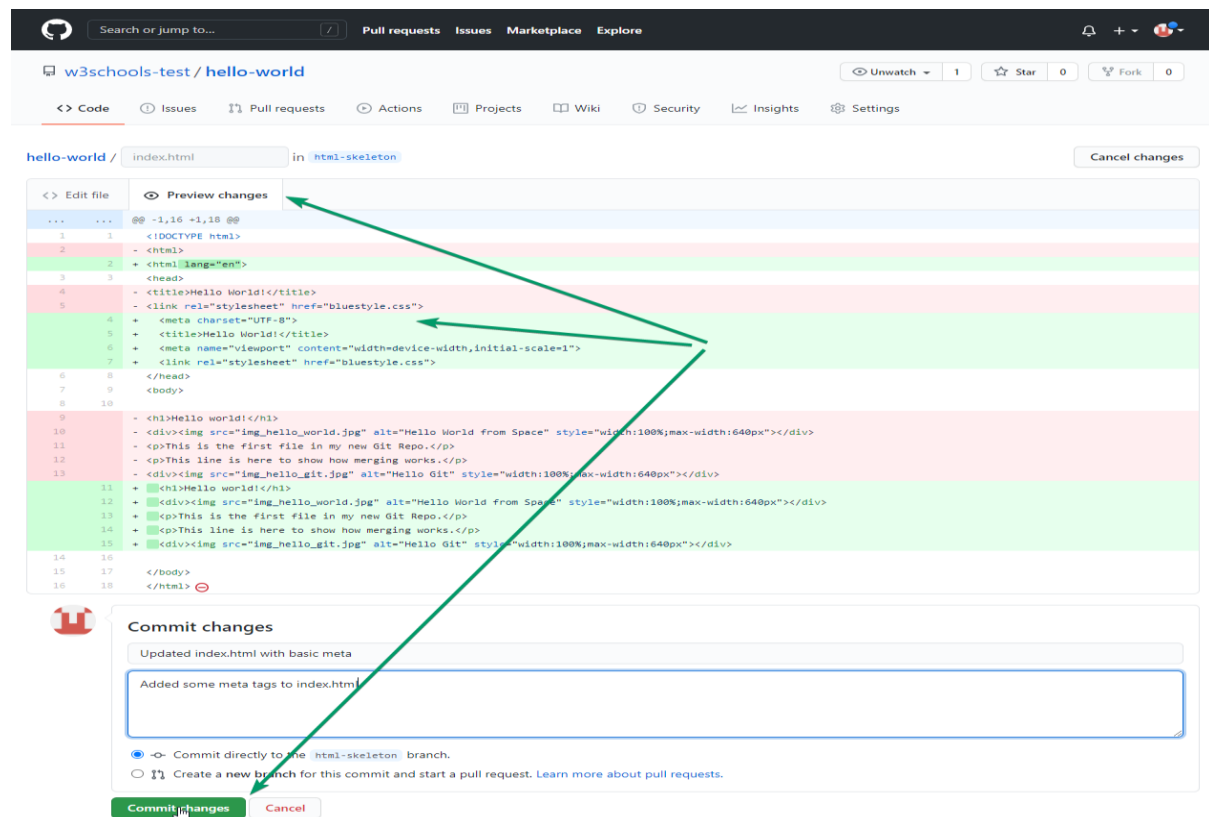 Search or jump to... / Pull requests Issues Marketplace Explore
w3schools-test / hello-world Unwatch 1 Star 0 Fork 0
<> Code Issues Pull requests Actions Projects Wiki Security Insights Settings
hello-world / index.html in html-skeleton Cancel changes
<> Edit file Preview changes
... ... @@ -1,16 +1,18 @@
1 1 <!DOCTYPE html>
2 - <html>
2 + <html lang="en">
3 3 <head>
4 - <title>Hello World!</title>
5 - <link rel="stylesheet" href="bluestyle.css">
4 + <meta charset="UTF-8">
5 + <title>Hello World!</title>
6 + <meta name="viewport" content="width=device-width,initial-scale=1">
7 + <link rel="stylesheet" href="bluestyle.css">
6 8 </head>
7 9 <body>
8 10
9 - <h1>Hello world!</h1>
10 - <div><img src="img_hello_world.jpg" alt="Hello World from Space" style="width:100%;max-width:640px"></div>
11 - <p>This is the first file in my new Git Repo.</p>
12 - <p>This line is here to show how merging works.</p>
13 - <div><img src="img_hello_git.jpg" alt="Hello Git" style="width:100%;max-width:640px"></div>
11 + <h1>Hello world!</h1>
12 + <div><img src="img_hello_world.jpg" alt="Hello World from Space" style="width:100%;max-width:640px"></div>
13 + <p>This is the first file in my new Git Repo.</p>
14 + <p>This line is here to show how merging works.</p>
15 + <div><img src="img_hello_git.jpg" alt="Hello Git" style="width:100%;max-width:640px"></div>
14 16
15 17 </body>
16 18 </html>
Commit changes
Updated index.html with basic meta
Added some meta tags to index.html
Commit directly to the html-skeleton branch.
Create a new branch for this commit and start a pull request. Learn more about pull requests.
Commit changes Cancel